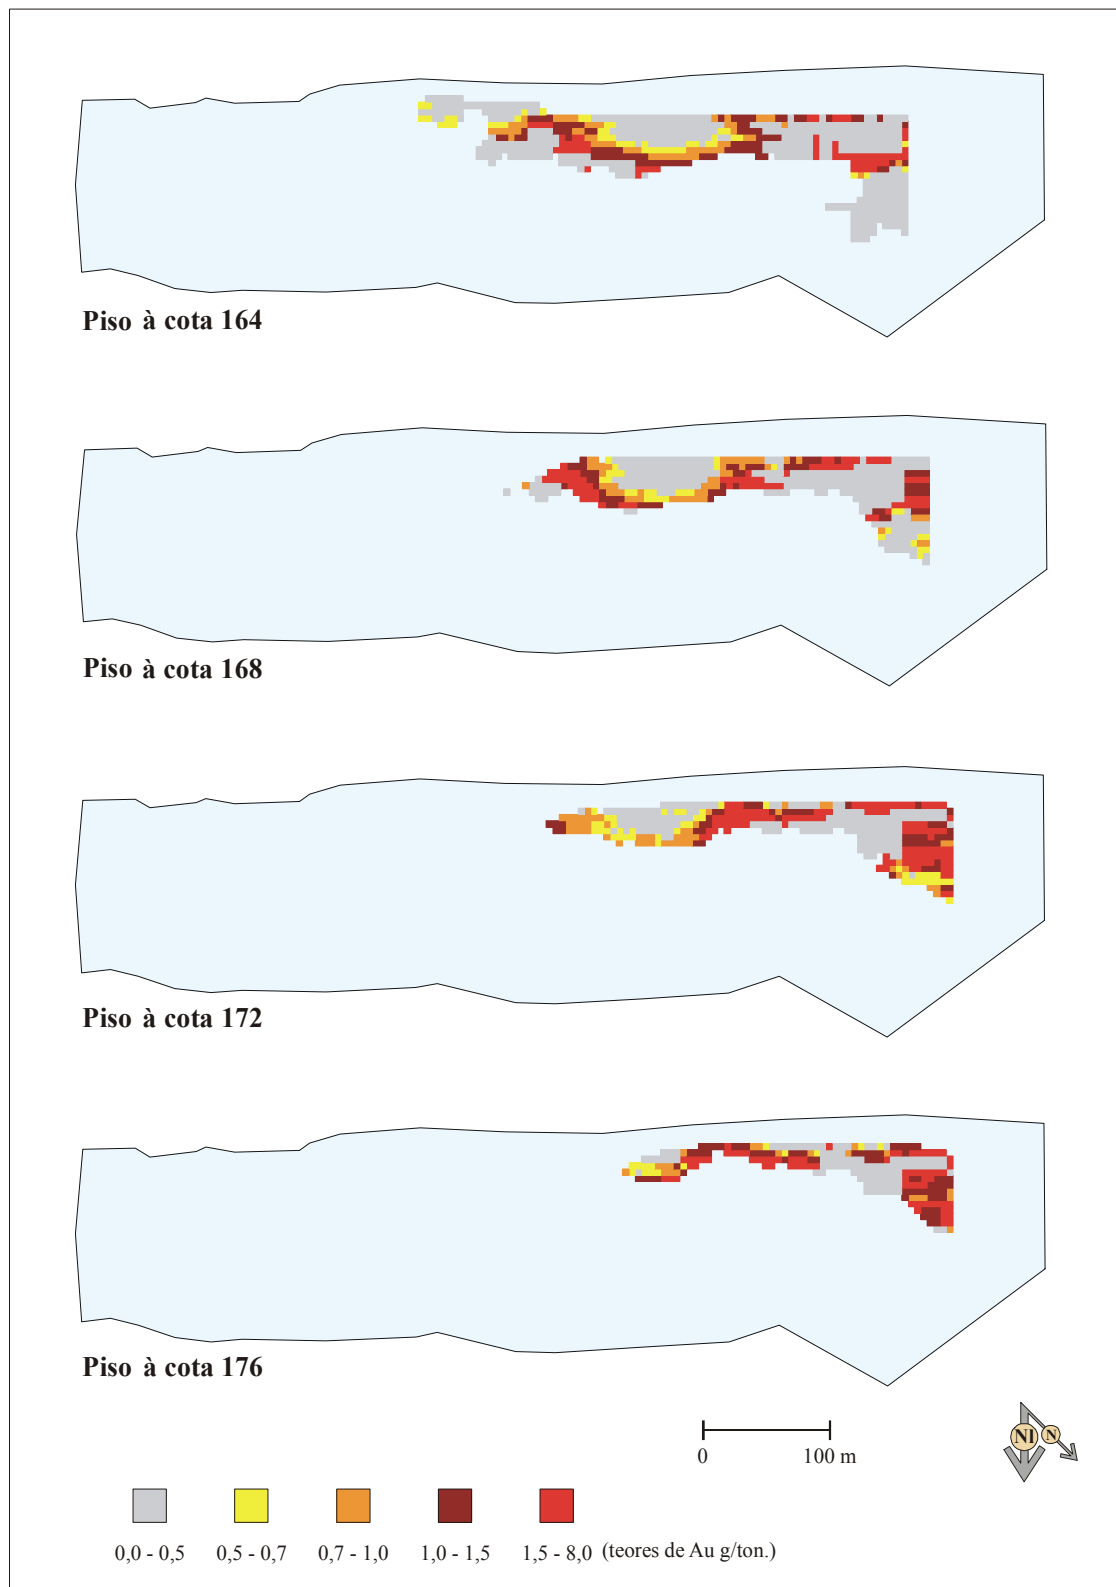 Piso à cota 164
Piso à cota 168
Piso à cota 172
Piso à cota 176
0 100 m
NI N
0,0 - 0,5 0,5 - 0,7 0,7 - 1,0 1,0 - 1,5 1,5 - 8,0 (teores de Au g/ton.)